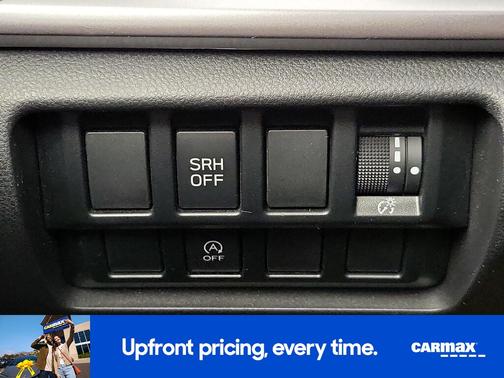 SRH
OFF
A
OFF
Upfront pricing, every time.
CARMAX